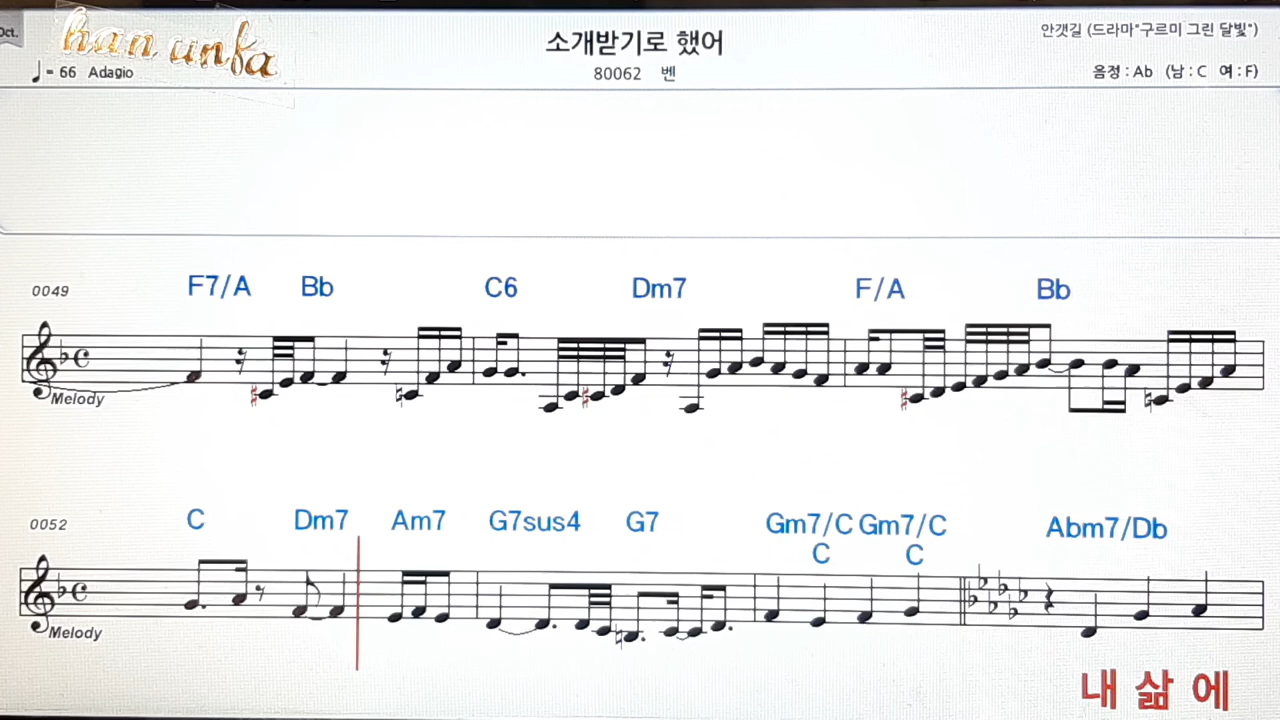 Oct.
han unfa
소개받기로 했어
안갯길 (드라마"구르미 그린 달빛")
♩= 66 Adagio
80062 벤
음정 : Ab (남 : C 여 : F)
F7/A Bb C6 Dm7 F/A Bb
0049
Melody
C Dm7 Am7 G7sus4 G7 Gm7/C Gm7/C Abm7/Db
0052
C C
Melody
내 삶 에